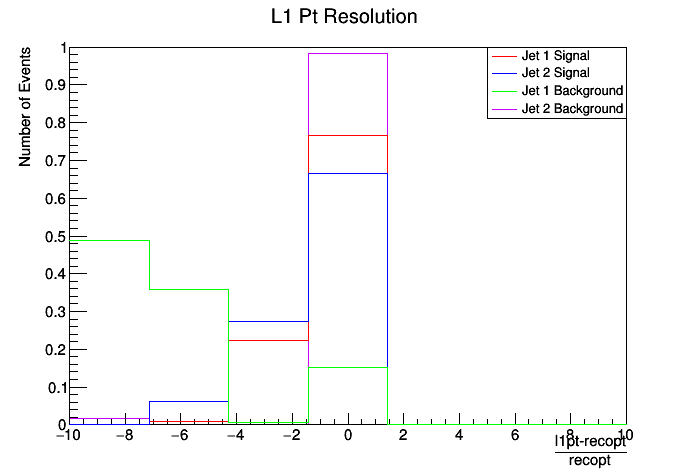 L1 Pt Resolution
Number of Events
1
0.9
0.8
0.7
0.6
0.5
0.4
0.3
0.2
0.1
0
Jet 1 Signal
Jet 2 Signal
Jet 1 Background
Jet 2 Background
−10 −8 −6 −4 −2 0 2 4 6 8 10
l1pt-recopt
recopt